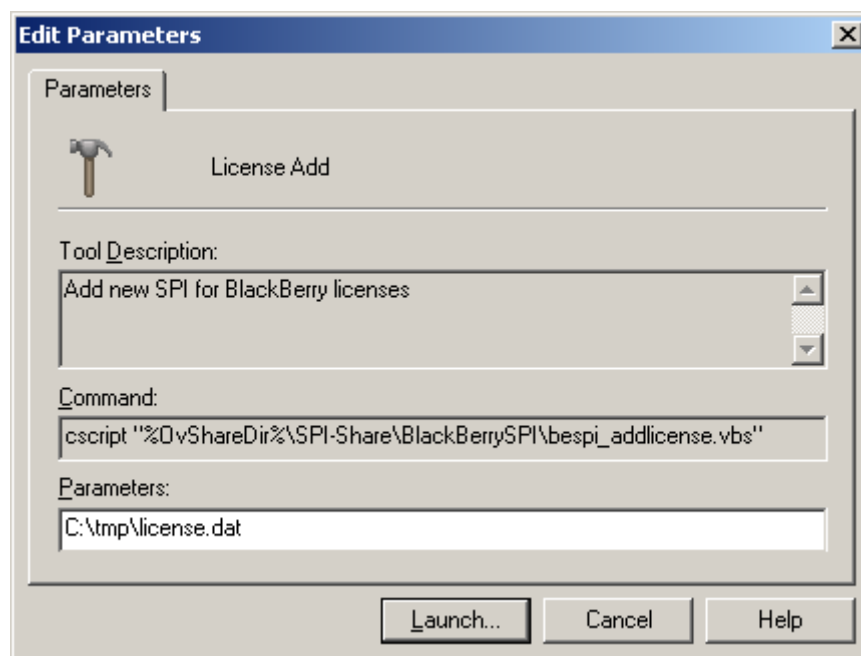 Edit Parameters
Parameters
License Add
Tool Description:
Add new SPI for BlackBerry licenses
Command:
cscript "%OvShareDir%\SPI-Share\BlackBerrySPI\bespi_addlicense.vbs"
Parameters:
C:\tmp\license.dat
Launch... Cancel Help